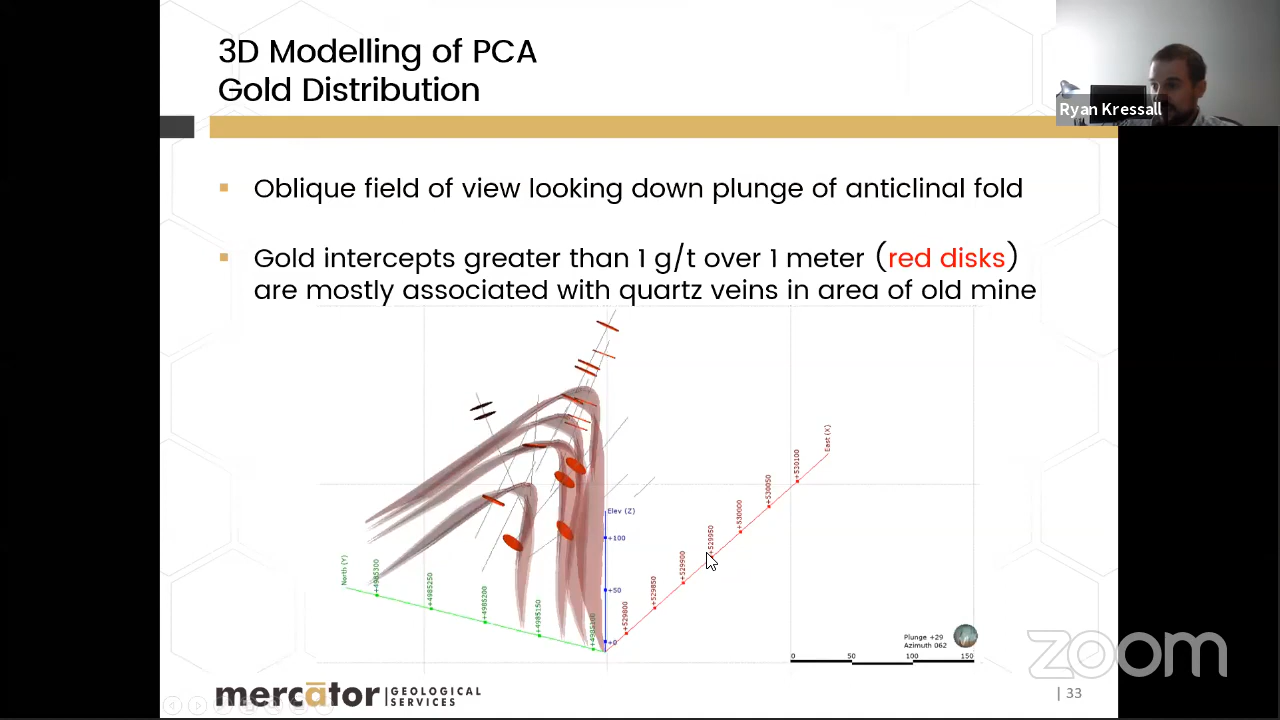 3D Modelling of PCA
Gold Distribution
Ryan Kressall
▪ Oblique field of view looking down plunge of anticlinal fold
▪ Gold intercepts greater than 1 g/t over 1 meter (red disks)
are mostly associated with quartz veins in area of old mine
East (X)
+530100
+530050
+530000
+529950
+529900
+529850
+529800
Elev (Z)
+100
+50
+0
North (Y)
+4985300
+4985250
+4985200
+4985150
+4985100
Plunge +29
Azimuth 062
0 50 100 150
zoom
mercator GEOLOGICAL
SERVICES
| 33